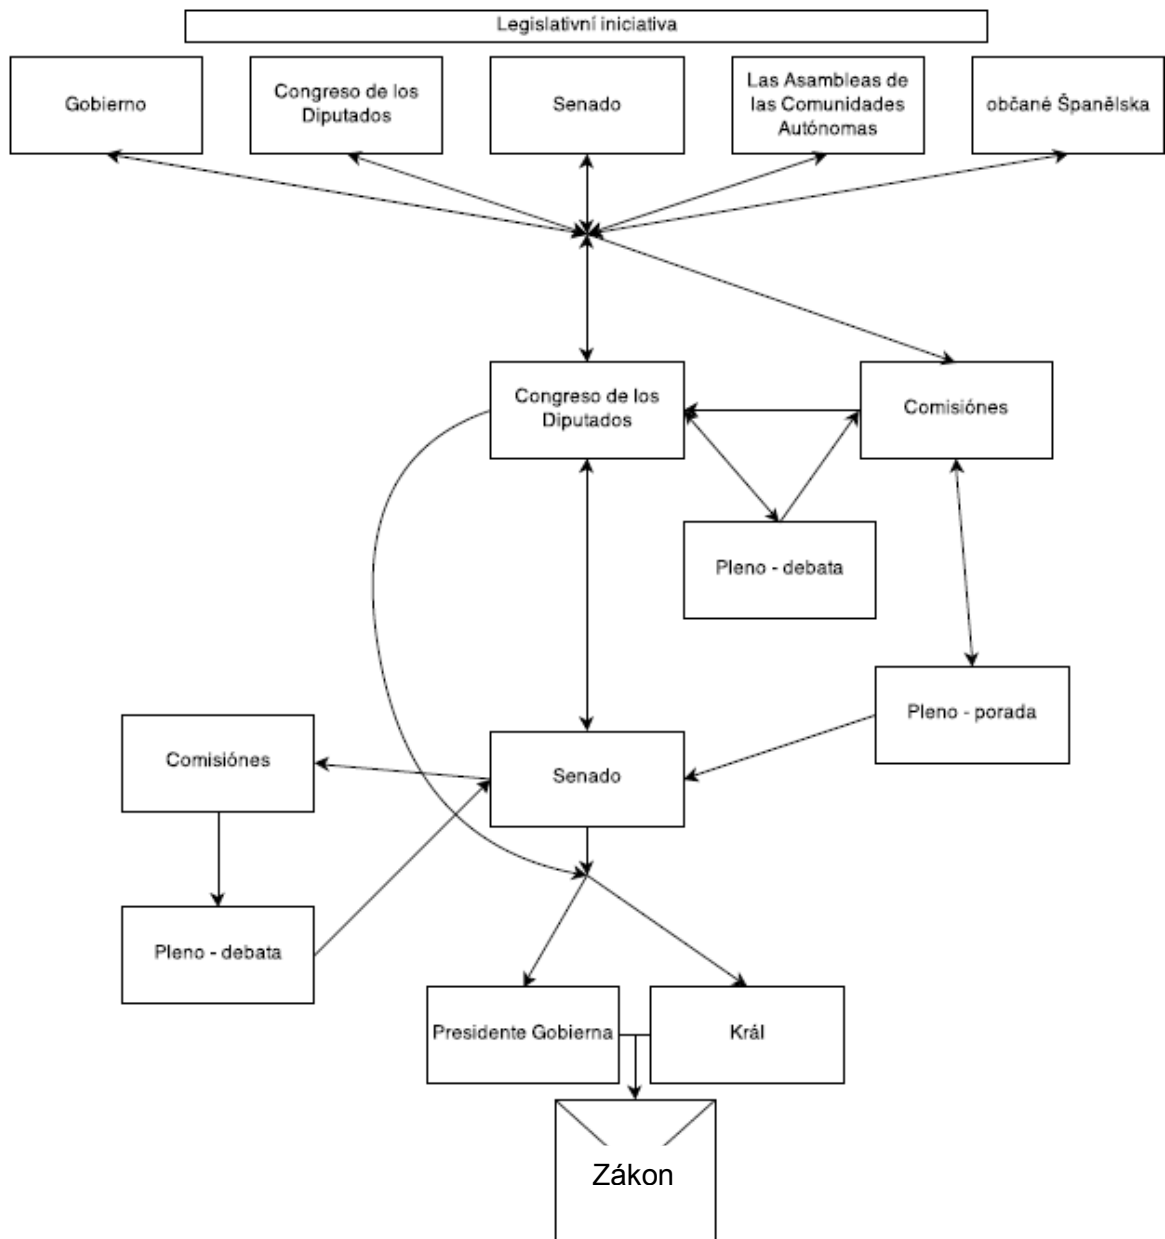 Legislativní iniciativa
Gobierno
Congreso de los
Diputados
Senado
Las Asambleas de
las Comunidades
Autónomas
občané Španělska
Congreso de los
Diputados
Comisiónes
Pleno - debata
Pleno - porada
Comisiónes
Senado
Pleno - debata
Presidente Gobierna
Král
Zákon